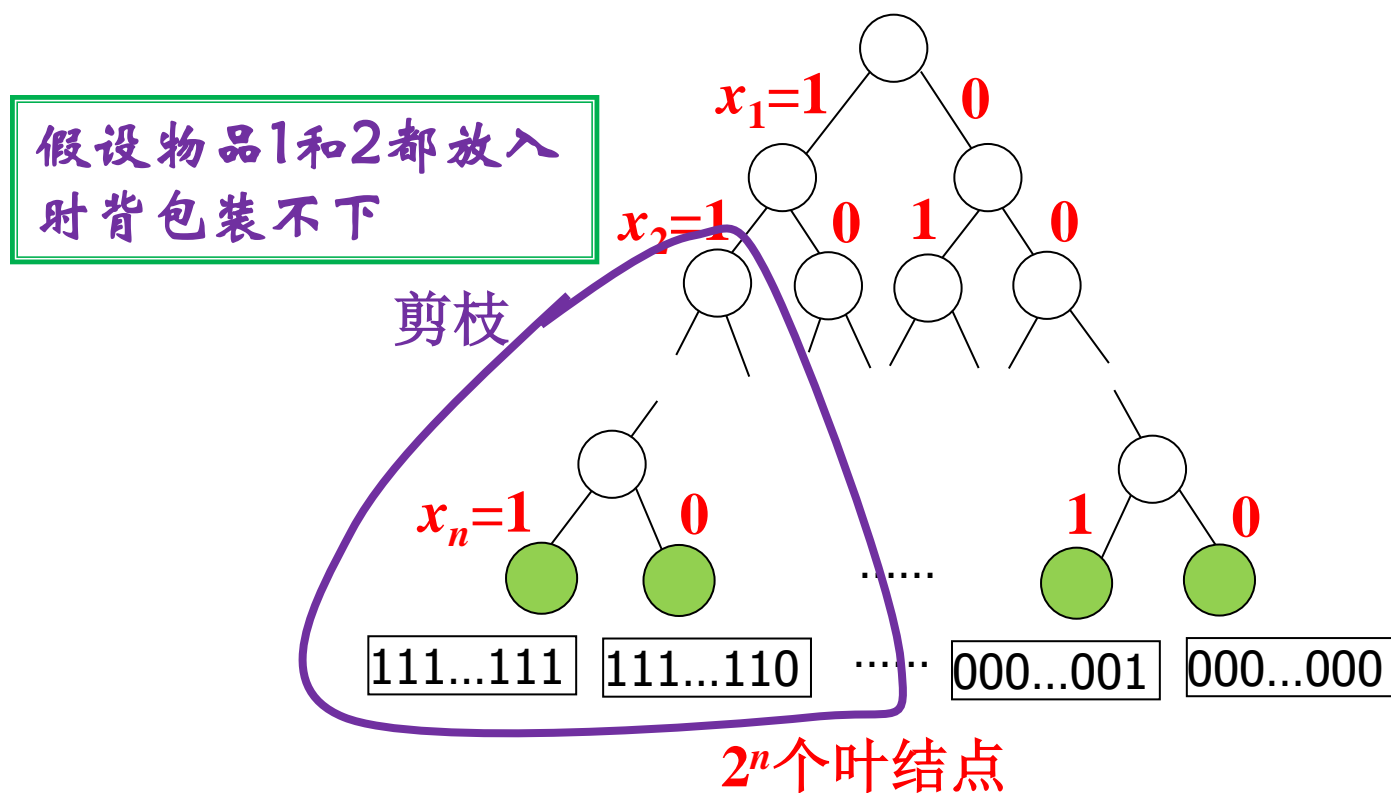 x₁=1 0
假设物品1和2都放入
时背包装不下
x₂=1 0 1 0
剪枝
xₙ=1 0 1 0
......
111...111 111...110 ...... 000...001 000...000
2ⁿ个叶结点